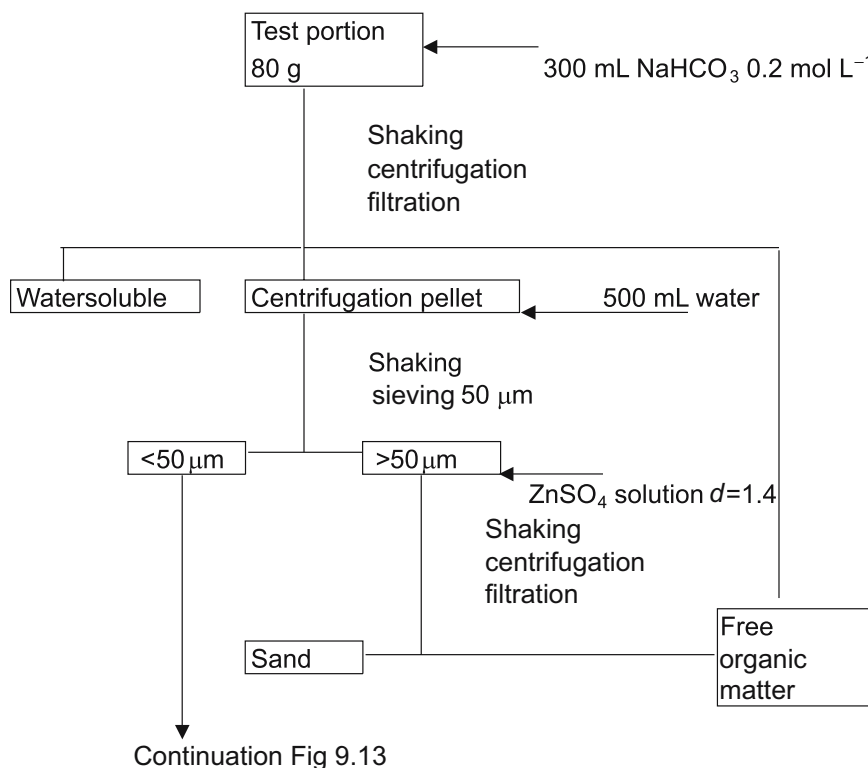 Test portion
80 g
300 mL NaHCO₃ 0.2 mol L⁻¹
Shaking
centrifugation
filtration
Watersoluble
Centrifugation pellet
500 mL water
Shaking
sieving 50 µm
<50 µm
>50 µm
ZnSO₄ solution d=1.4
Shaking
centrifugation
filtration
Sand
Free
organic
matter
Continuation Fig 9.13